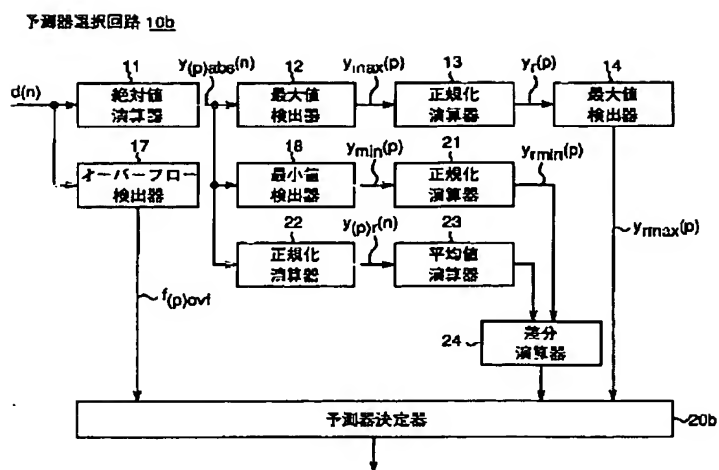 予測器選択回路 10b
d(n)
11
絶対値
演算器
y(p)abs(n)
12
最大値
検出器
ymax(p)
13
正規化
演算器
yr(p)
14
最大値
検出器
17
オーバーフロー
検出器
18
最小値
検出器
ymin(p)
21
正規化
演算器
yrmin(p)
22
正規化
演算器
y(p)r(n)
23
平均値
演算器
yrmax(p)
f(p)ovf
24
差分
演算器
予測器決定器
20b